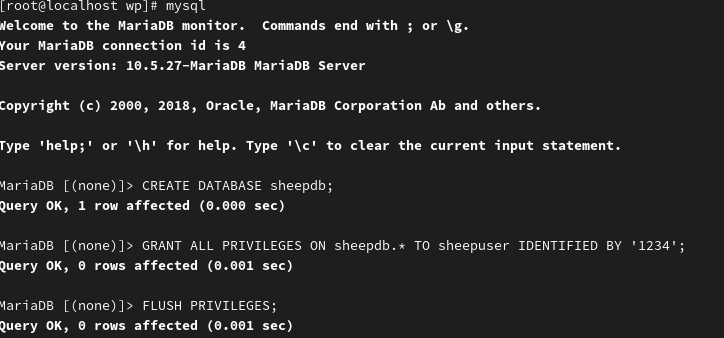 [root@localhost wp]# mysql
Welcome to the MariaDB monitor.  Commands end with ; or \g.
Your MariaDB connection id is 4
Server version: 10.5.27-MariaDB MariaDB Server
Copyright (c) 2000, 2018, Oracle, MariaDB Corporation Ab and others.
Type 'help;' or '\h' for help. Type '\c' to clear the current input statement.
MariaDB [(none)]> CREATE DATABASE sheepdb;
Query OK, 1 row affected (0.000 sec)
MariaDB [(none)]> GRANT ALL PRIVILEGES ON sheepdb.* TO sheepuser IDENTIFIED BY '1234';
Query OK, 0 rows affected (0.001 sec)
MariaDB [(none)]> FLUSH PRIVILEGES;
Query OK, 0 rows affected (0.001 sec)